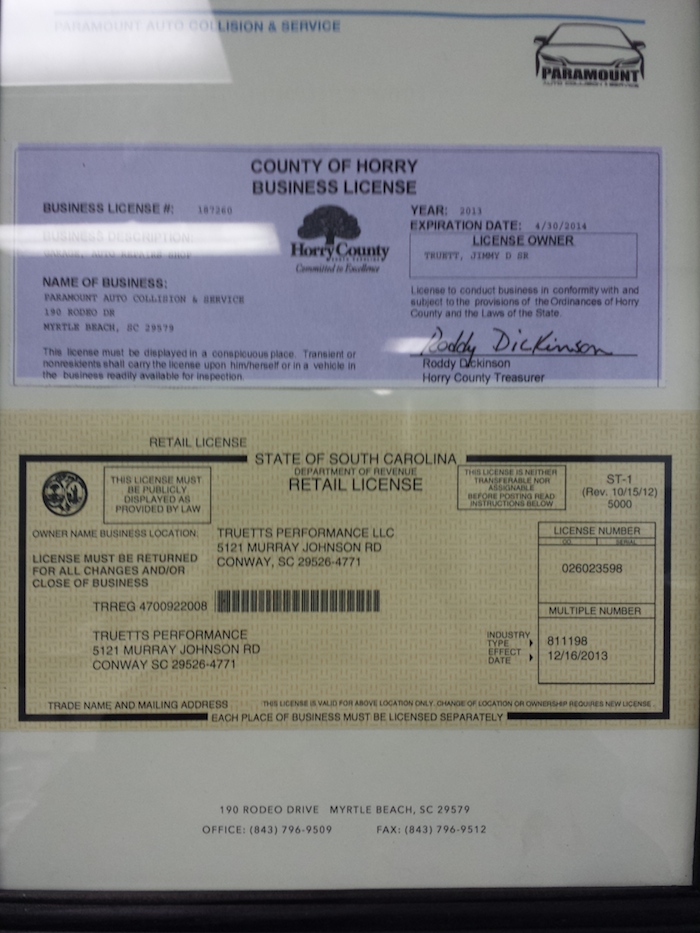 PARAMOUNT AUTO COLLISION & SERVICE
PARAMOUNT
AUTO COLLISION & SERVICE
COUNTY OF HORRY
BUSINESS LICENSE
BUSINESS LICENSE #: 187260
BUSINESS DESCRIPTION:
GARAGE, AUTO REPAIRS SHOP
NAME OF BUSINESS:
PARAMOUNT AUTO COLLISION & SERVICE
190 RODEO DR
MYRTLE BEACH, SC 29579
This license must be displayed in a conspicuous place. Transient or
nonresidents shall carry the license upon him/herself or in a vehicle in
the business readily available for inspection.
Horry County
SOUTH CAROLINA
Committed to Excellence
YEAR: 2013
EXPIRATION DATE: 4/30/2014
LICENSE OWNER
TRUETT, JIMMY D SR
License to conduct business in conformity with and
subject to the provisions of the Ordinances of Horry
County and the Laws of the State.
Roddy Dickinson
Roddy Dickinson
Horry County Treasurer
RETAIL LICENSE
STATE OF SOUTH CAROLINA
DEPARTMENT OF REVENUE
RETAIL LICENSE
THIS LICENSE MUST
BE PUBLICLY
DISPLAYED AS
PROVIDED BY LAW
THIS LICENSE IS NEITHER
TRANSFERABLE NOR
ASSIGNABLE
BEFORE POSTING READ
INSTRUCTIONS BELOW
ST-1
(Rev. 10/15/12)
5000
OWNER NAME BUSINESS LOCATION:
TRUETTS PERFORMANCE LLC
5121 MURRAY JOHNSON RD
CONWAY, SC 29526-4771
LICENSE MUST BE RETURNED
FOR ALL CHANGES AND/OR
CLOSE OF BUSINESS
LICENSE NUMBER
CO. SERIAL
026023598
MULTIPLE NUMBER
TRREG 4700922008
TRUETTS PERFORMANCE
5121 MURRAY JOHNSON RD
CONWAY SC 29526-4771
INDUSTRY
TYPE 811198
EFFECT
DATE 12/16/2013
TRADE NAME AND MAILING ADDRESS
THIS LICENSE IS VALID FOR ABOVE LOCATION ONLY. CHANGE OF LOCATION OR OWNERSHIP REQUIRES NEW LICENSE
EACH PLACE OF BUSINESS MUST BE LICENSED SEPARATELY
190 RODEO DRIVE MYRTLE BEACH, SC 29579
OFFICE: (843) 796-9509 FAX: (843) 796-9512